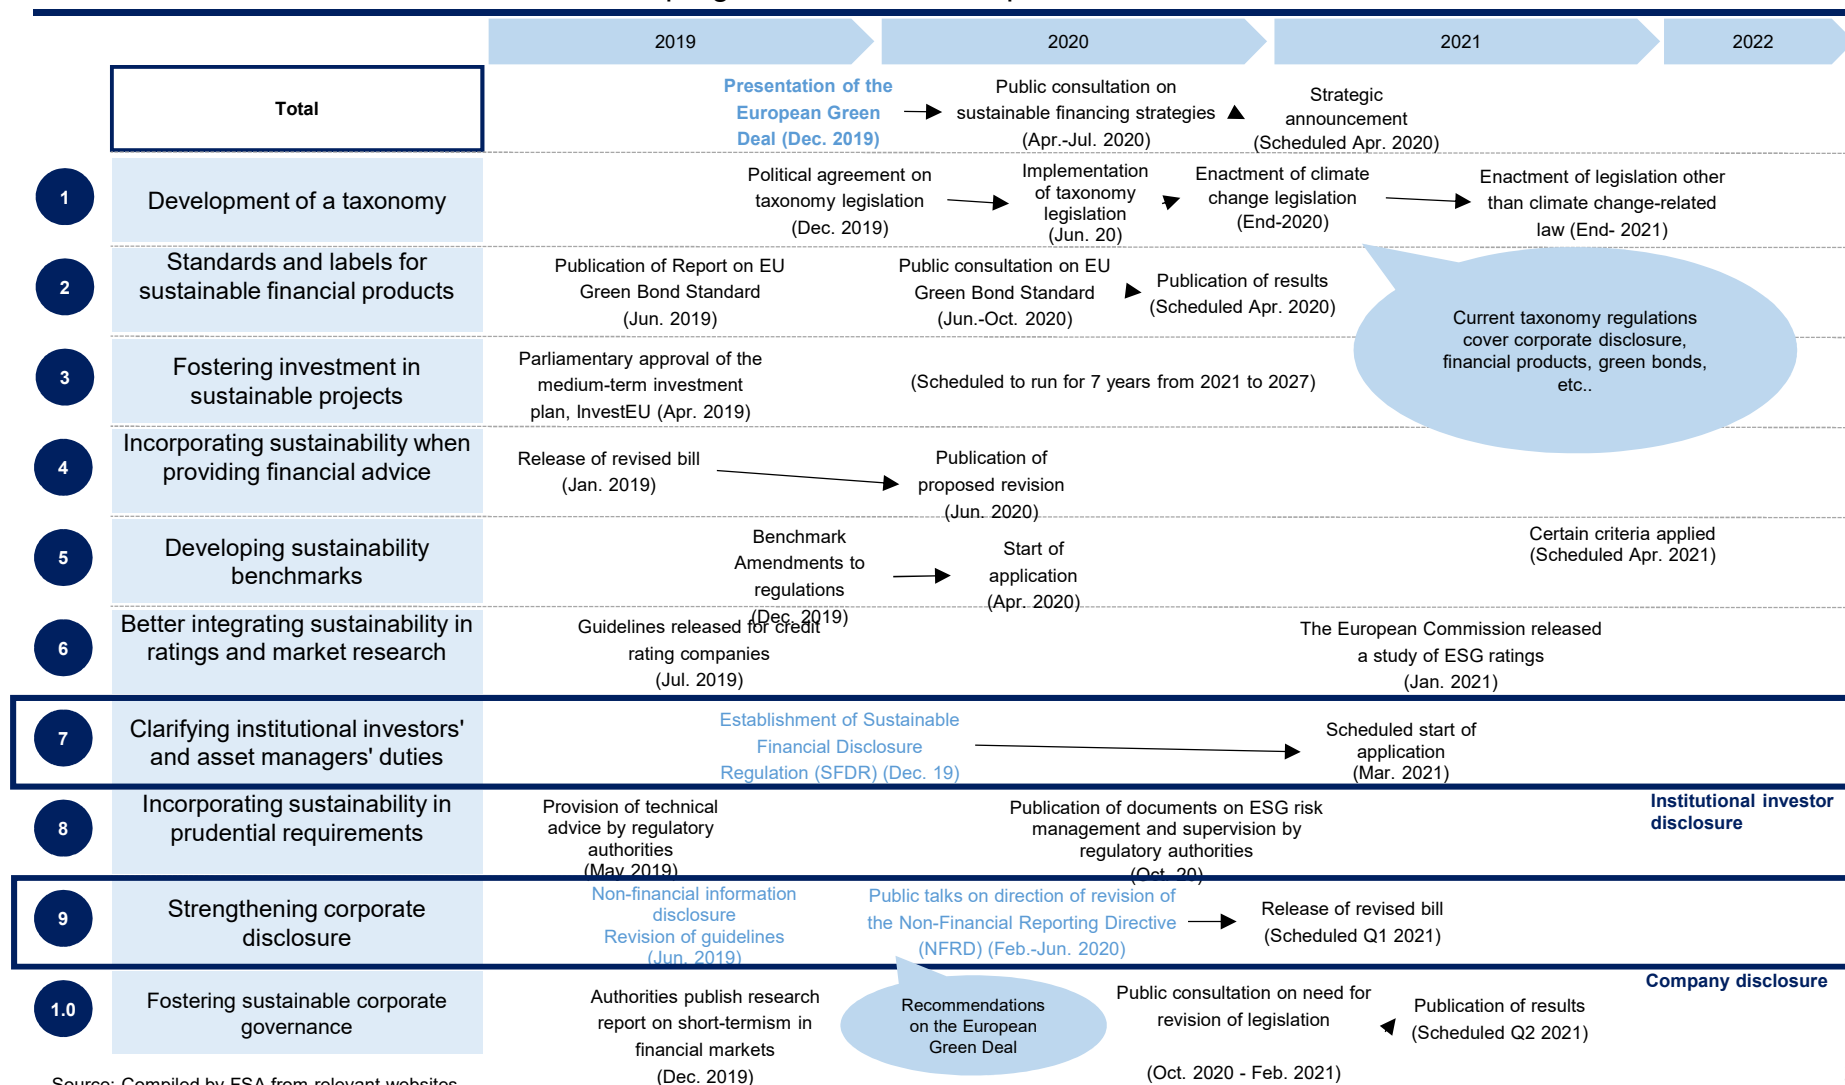 2019
2020
2021
2022
Total
Presentation of the
European Green
Deal (Dec. 2019)
Public consultation on
sustainable financing strategies
(Apr.-Jul. 2020)
Strategic
announcement
(Scheduled Apr. 2020)
1
Development of a taxonomy
Political agreement on
taxonomy legislation
(Dec. 2019)
Implementation
of taxonomy
legislation
(Jun. 20)
Enactment of climate
change legislation
(End-2020)
Enactment of legislation other
than climate change-related
law (End- 2021)
2
Standards and labels for
sustainable financial products
Publication of Report on EU
Green Bond Standard
(Jun. 2019)
Public consultation on EU
Green Bond Standard
(Jun.-Oct. 2020)
Publication of results
(Scheduled Apr. 2020)
Current taxonomy regulations
cover corporate disclosure,
financial products, green bonds,
etc..
3
Fostering investment in
sustainable projects
Parliamentary approval of the
medium-term investment
plan, InvestEU (Apr. 2019)
(Scheduled to run for 7 years from 2021 to 2027)
4
Incorporating sustainability when
providing financial advice
Release of revised bill
(Jan. 2019)
Publication of
proposed revision
(Jun. 2020)
5
Developing sustainability
benchmarks
Benchmark
Amendments to
regulations
(Dec. 2019)
Start of
application
(Apr. 2020)
Certain criteria applied
(Scheduled Apr. 2021)
6
Better integrating sustainability in
ratings and market research
Guidelines released for credit
rating companies
(Jul. 2019)
The European Commission released
a study of ESG ratings
(Jan. 2021)
7
Clarifying institutional investors'
and asset managers' duties
Establishment of Sustainable
Financial Disclosure
Regulation (SFDR) (Dec. 19)
Scheduled start of
application
(Mar. 2021)
8
Incorporating sustainability in
prudential requirements
Provision of technical
advice by regulatory
authorities
(May 2019)
Publication of documents on ESG risk
management and supervision by
regulatory authorities
(Oct. 20)
Institutional investor
disclosure
9
Strengthening corporate
disclosure
Non-financial information
disclosure
Revision of guidelines
(Jun. 2019)
Public talks on direction of revision of
the Non-Financial Reporting Directive
(NFRD) (Feb.-Jun. 2020)
Release of revised bill
(Scheduled Q1 2021)
Company disclosure
1.0
Fostering sustainable corporate
governance
Authorities publish research
report on short-termism in
financial markets
(Dec. 2019)
Recommendations
on the European
Green Deal
Public consultation on need for
revision of legislation
(Oct. 2020 - Feb. 2021)
Publication of results
(Scheduled Q2 2021)
Source: Compiled by FSA from relevant websites